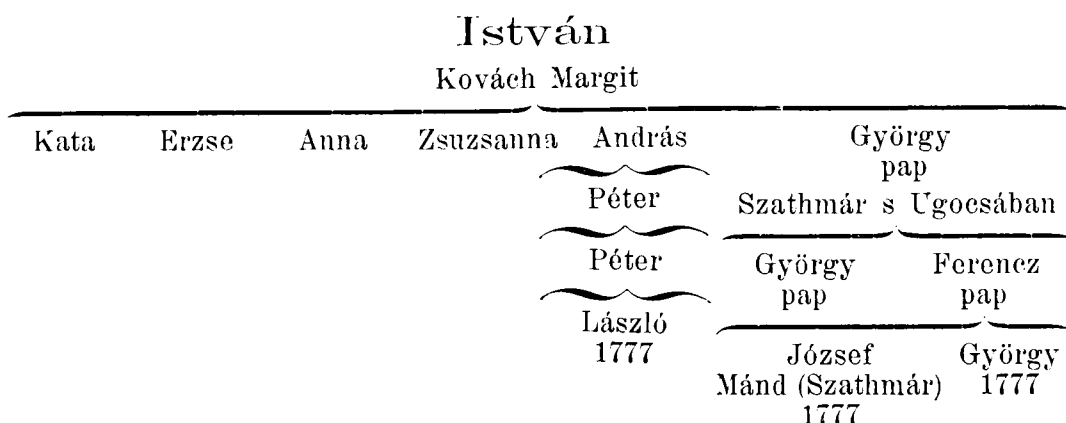 István
Kovách Margit
Kata Erzse Anna Zsuzsanna András György
pap
Péter Szathmár s Ugocsában
Péter György Ferencz
pap pap
László
1777 József György
Mánd (Szathmár) 1777
1777